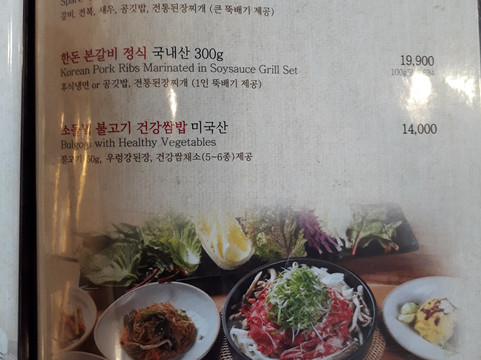 Spare
갈비, 전복, 새우, 공깃밥, 전통된장찌개 (큰 뚝배기 제공)
한돈 본갈비 정식 국내산 300g 19,900
Korean Pork Ribs Marinated in Soysauce Grill Set
후식냉면 or 공깃밥, 전통된장찌개 (1인 뚝배기 제공)
불고기 건강쌈밥 미국산 14,000
Bulgogi with Healthy Vegetables
우렁강된장, 건강쌈채소(5~6종)제공